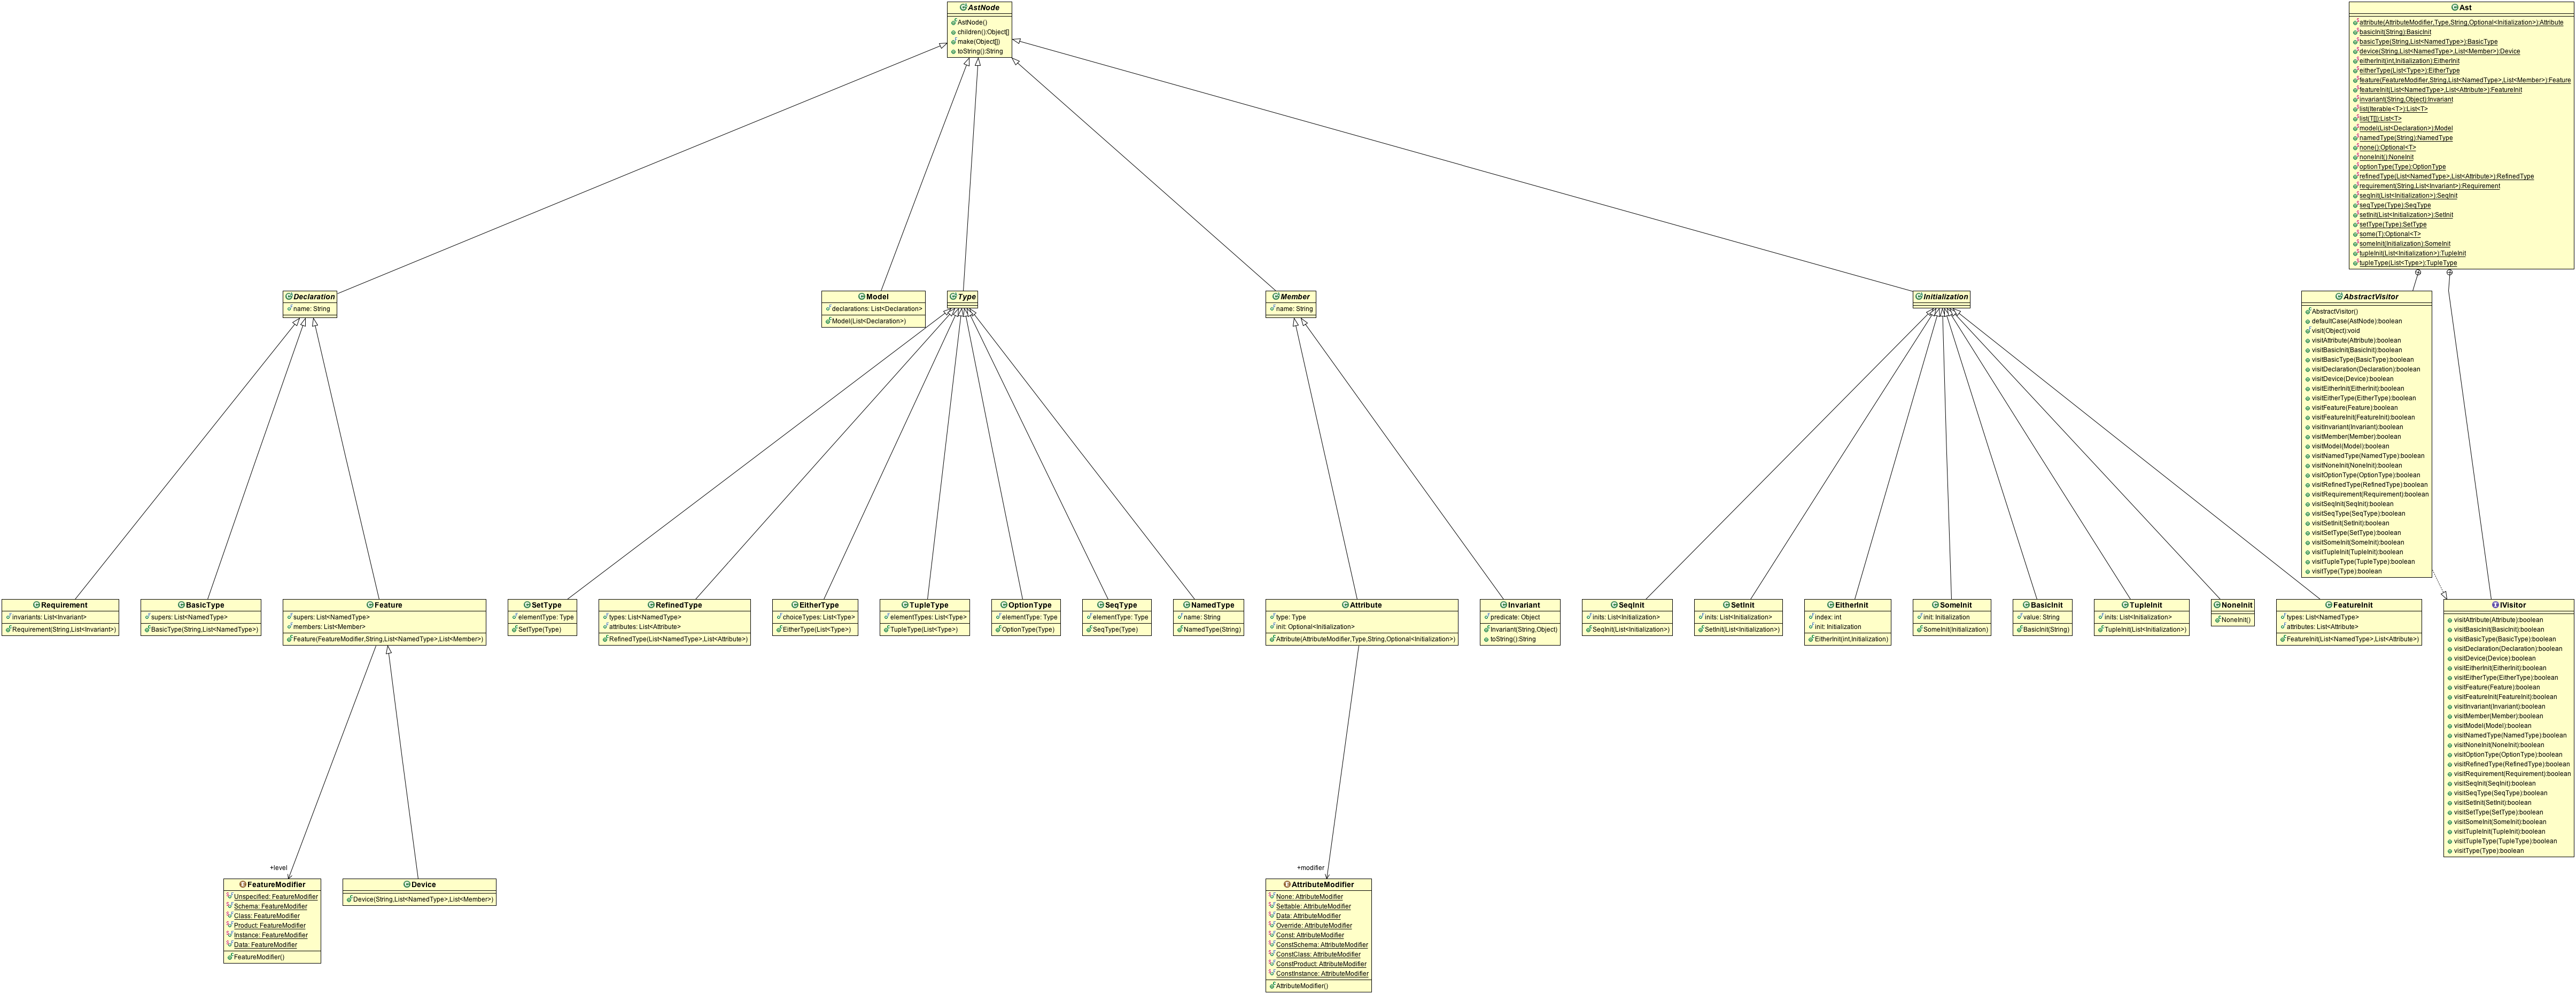 AstNode
AstNode()
children():Object[]
make(Object[])
toString():String
Ast
attribute(AttributeModifier,Type,String,Optional<Initialization>):Attribute
basicInit(String):BasicInit
basicType(String,List<NamedType>):BasicType
device(String,List<NamedType>,List<Member>):Device
eitherInit(int,Initialization):EitherInit
eitherType(List<Type>):EitherType
feature(FeatureModifier,String,List<NamedType>,List<Member>):Feature
featureInit(List<NamedType>,List<Attribute>):FeatureInit
invariant(String,Object):Invariant
list(Iterable<T>):List<T>
list(T[]):List<T>
model(List<Declaration>):Model
namedType(String):NamedType
none():Optional<T>
noneInit():NoneInit
optionType(Type):OptionType
refinedType(List<NamedType>,List<Attribute>):RefinedType
requirement(String,List<Invariant>):Requirement
seqInit(List<Initialization>):SeqInit
seqType(Type):SeqType
setInit(List<Initialization>):SetInit
setType(Type):SetType
some(T):Optional<T>
someInit(Initialization):SomeInit
tupleInit(List<Initialization>):TupleInit
tupleType(List<Type>):TupleType
Declaration
name: String
Model
declarations: List<Declaration>
Model(List<Declaration>)
Type
Member
name: String
Initialization
AbstractVisitor
AbstractVisitor()
defaultCase(AstNode):boolean
visit(Object):void
visitAttribute(Attribute):boolean
visitBasicInit(BasicInit):boolean
visitBasicType(BasicType):boolean
visitDeclaration(Declaration):boolean
visitDevice(Device):boolean
visitEitherInit(EitherInit):boolean
visitEitherType(EitherType):boolean
visitFeature(Feature):boolean
visitFeatureInit(FeatureInit):boolean
visitInvariant(Invariant):boolean
visitMember(Member):boolean
visitModel(Model):boolean
visitNamedType(NamedType):boolean
visitNoneInit(NoneInit):boolean
visitOptionType(OptionType):boolean
visitRefinedType(RefinedType):boolean
visitRequirement(Requirement):boolean
visitSeqInit(SeqInit):boolean
visitSeqType(SeqType):boolean
visitSetInit(SetInit):boolean
visitSetType(SetType):boolean
visitSomeInit(SomeInit):boolean
visitTupleInit(TupleInit):boolean
visitTupleType(TupleType):boolean
visitType(Type):boolean
Requirement
invariants: List<Invariant>
Requirement(String,List<Invariant>)
BasicType
supers: List<NamedType>
BasicType(String,List<NamedType>)
Feature
supers: List<NamedType>
members: List<Member>
Feature(FeatureModifier,String,List<NamedType>,List<Member>)
SetType
elementType: Type
SetType(Type)
RefinedType
types: List<NamedType>
attributes: List<Attribute>
RefinedType(List<NamedType>,List<Attribute>)
EitherType
choiceTypes: List<Type>
EitherType(List<Type>)
TupleType
elementTypes: List<Type>
TupleType(List<Type>)
OptionType
elementType: Type
OptionType(Type)
SeqType
elementType: Type
SeqType(Type)
NamedType
name: String
NamedType(String)
Attribute
type: Type
init: Optional<Initialization>
Attribute(AttributeModifier,Type,String,Optional<Initialization>)
Invariant
predicate: Object
Invariant(String,Object)
toString():String
SeqInit
inits: List<Initialization>
SeqInit(List<Initialization>)
SetInit
inits: List<Initialization>
SetInit(List<Initialization>)
EitherInit
index: int
init: Initialization
EitherInit(int,Initialization)
SomeInit
init: Initialization
SomeInit(Initialization)
BasicInit
value: String
BasicInit(String)
TupleInit
inits: List<Initialization>
TupleInit(List<Initialization>)
NoneInit
NoneInit()
FeatureInit
types: List<NamedType>
attributes: List<Attribute>
FeatureInit(List<NamedType>,List<Attribute>)
IVisitor
visitAttribute(Attribute):boolean
visitBasicInit(BasicInit):boolean
visitBasicType(BasicType):boolean
visitDeclaration(Declaration):boolean
visitDevice(Device):boolean
visitEitherInit(EitherInit):boolean
visitEitherType(EitherType):boolean
visitFeature(Feature):boolean
visitFeatureInit(FeatureInit):boolean
visitInvariant(Invariant):boolean
visitMember(Member):boolean
visitModel(Model):boolean
visitNamedType(NamedType):boolean
visitNoneInit(NoneInit):boolean
visitOptionType(OptionType):boolean
visitRefinedType(RefinedType):boolean
visitRequirement(Requirement):boolean
visitSeqInit(SeqInit):boolean
visitSeqType(SeqType):boolean
visitSetInit(SetInit):boolean
visitSetType(SetType):boolean
visitSomeInit(SomeInit):boolean
visitTupleInit(TupleInit):boolean
visitTupleType(TupleType):boolean
visitType(Type):boolean
+level
FeatureModifier
Unspecified: FeatureModifier
Schema: FeatureModifier
Class: FeatureModifier
Product: FeatureModifier
Instance: FeatureModifier
Data: FeatureModifier
FeatureModifier()
Device
Device(String,List<NamedType>,List<Member>)
+modifier
AttributeModifier
None: AttributeModifier
Settable: AttributeModifier
Data: AttributeModifier
Override: AttributeModifier
Const: AttributeModifier
ConstSchema: AttributeModifier
ConstClass: AttributeModifier
ConstProduct: AttributeModifier
ConstInstance: AttributeModifier
AttributeModifier()